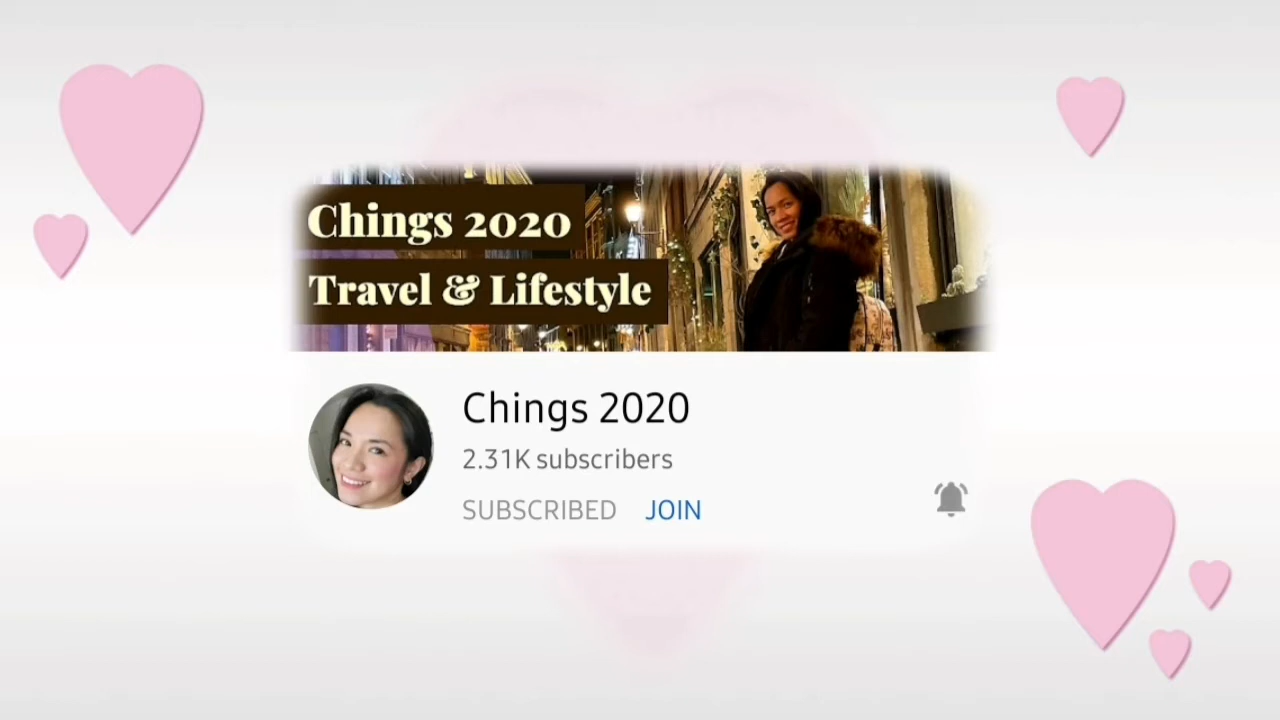 Chings 2020
Travel & Lifestyle
Chings 2020
2.31K subscribers
SUBSCRIBED JOIN